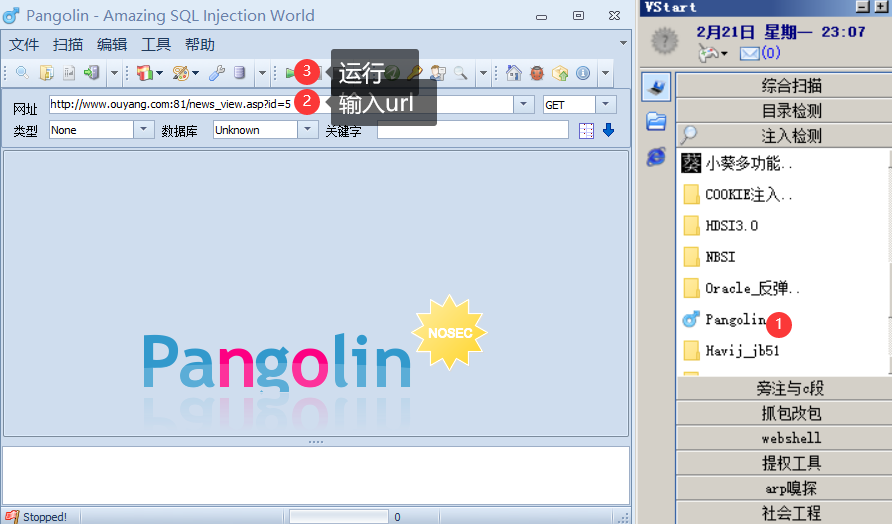 Pangolin - Amazing SQL Injection World
文件 扫描 编辑 工具 帮助
3 运行
网址 http://www.ouyang.com:81/news_view.asp?id=5 2 输入url GET
类型 None 数据库 Unknown 关键字
Pangolin
NOSEC
Stopped! 0
VStart
2月21日 星期一 23:07
(0)
综合扫描
目录检测
注入检测
葵 小葵多功能..
COOKIE注入..
HDSI3.0
NBSI
Oracle_反弹..
Pangolin 1
Havij_jb51
旁注与c段
抓包改包
webshell
提权工具
arp嗅探
社会工程